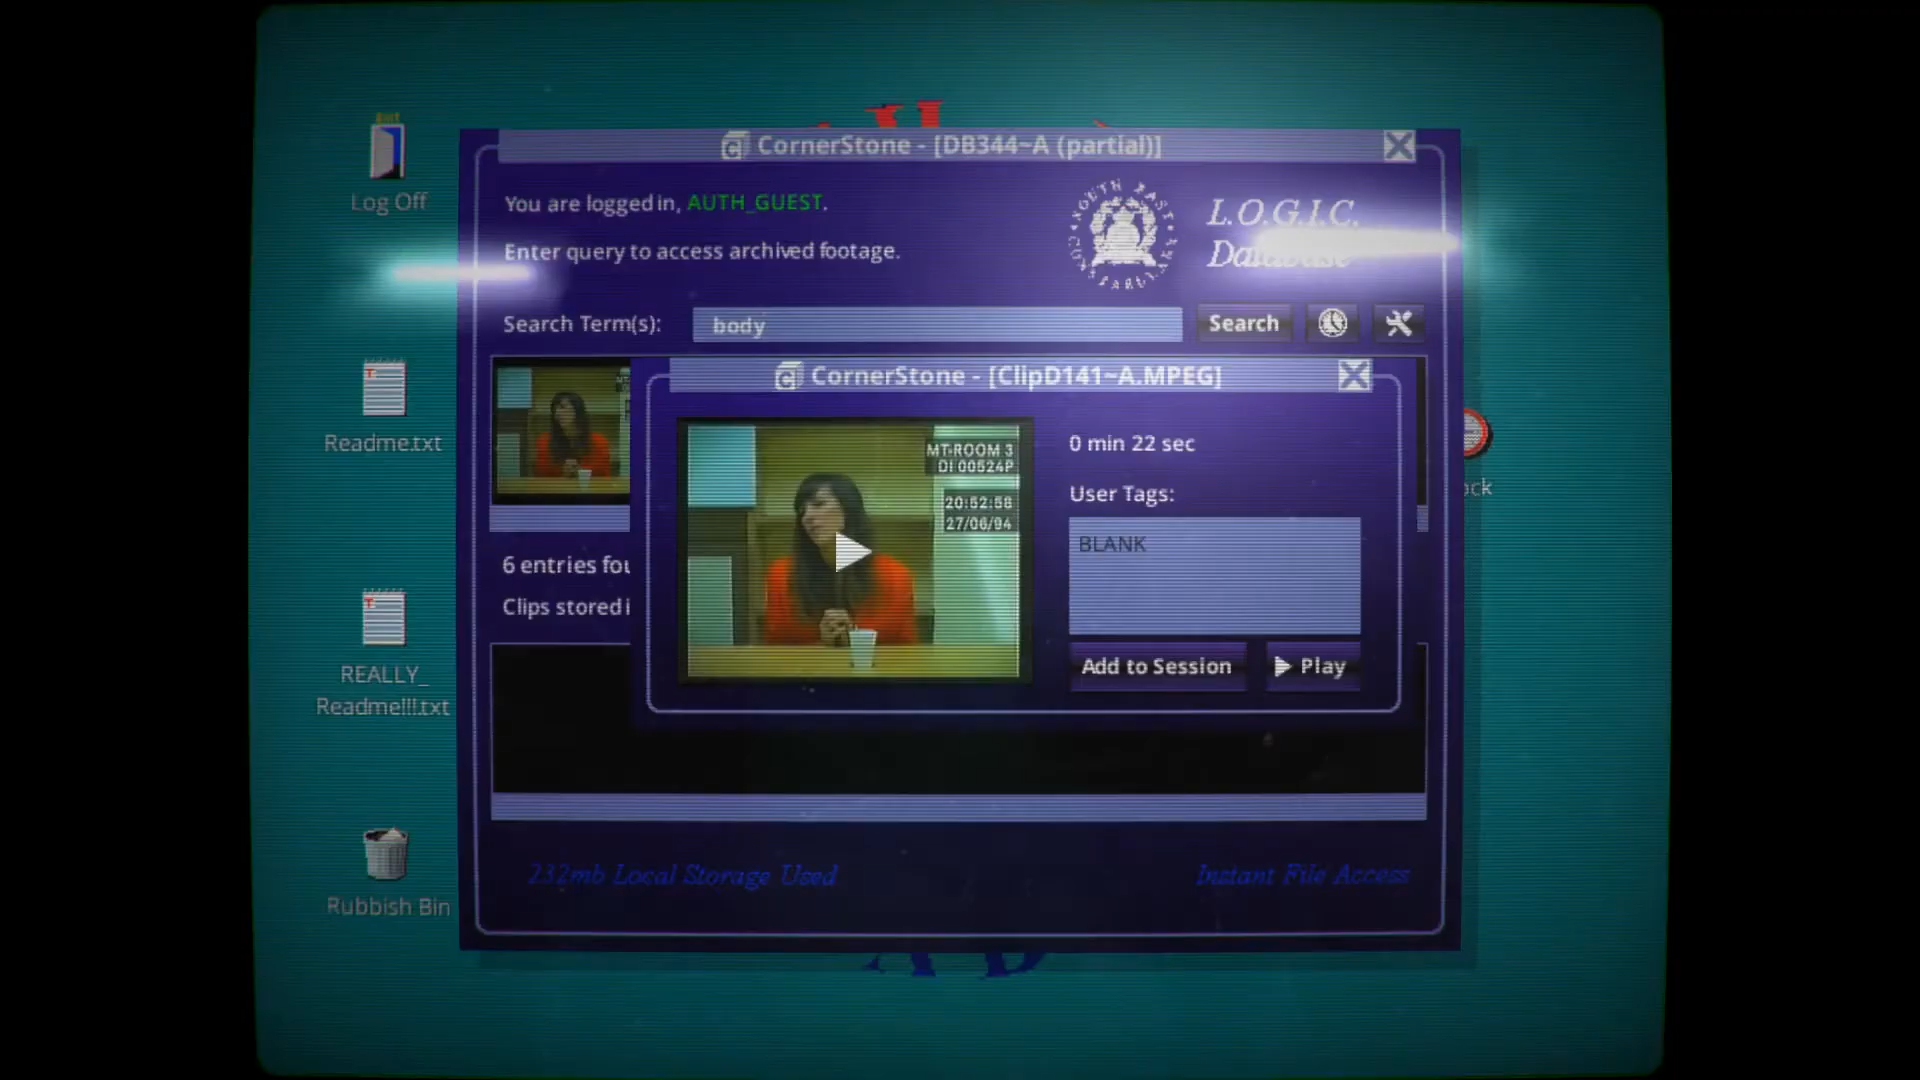 CornerStone - [DB344~A (partial)]
Log Off
You are logged in, AUTH_GUEST.
Enter query to access archived footage.
L.O.G.I.C.
Database
Search Term(s):
body
Search
CornerStone - [ClipD141~A.MPEG]
MT-ROOM 3
DI 00524P
20:52:58
27/06/94
0 min 22 sec
User Tags:
BLANK
Add to Session
Play
Readme.txt
ock
6 entries fou
Clips stored i
REALLY_
Readme!!!.txt
232mb Local Storage Used
Instant File Access
Rubbish Bin